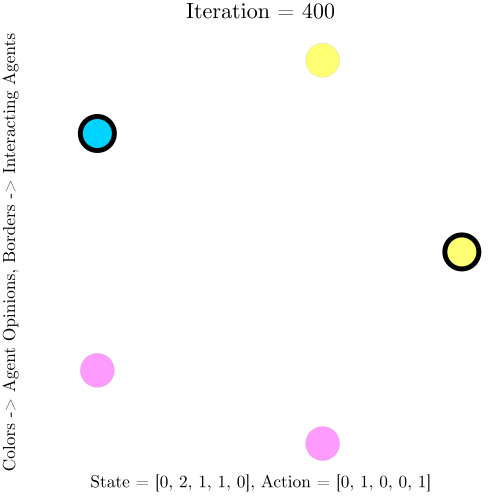 Iteration = 400
Colors -> Agent Opinions, Borders -> Interacting Agents
State = [0, 2, 1, 1, 0], Action = [0, 1, 0, 0, 1]